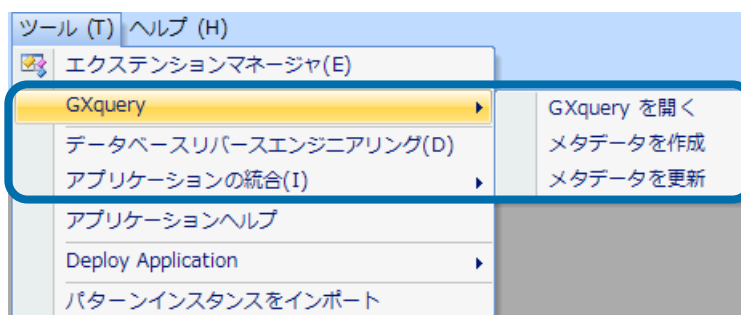 ツール (T) ヘルプ (H)
エクステンションマネージャ(E)
GXquery
データベースリバースエンジニアリング(D)
アプリケーションの統合(I)
アプリケーションヘルプ
Deploy Application
パターンインスタンスをインポート
GXquery を開く
メタデータを作成
メタデータを更新